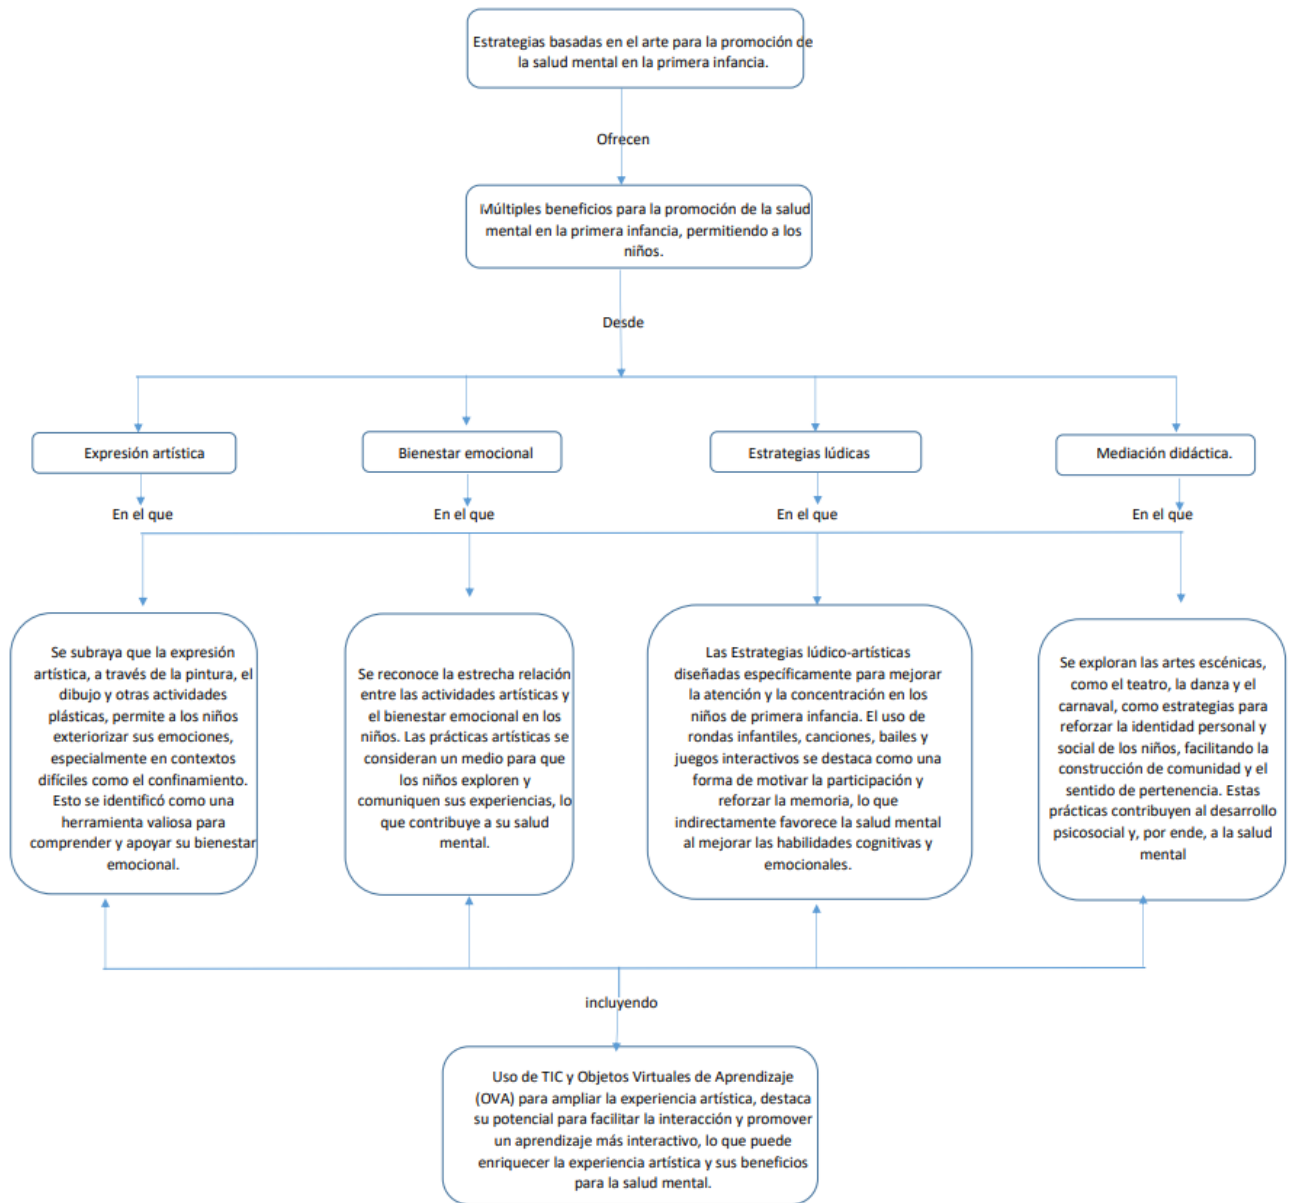 Estrategias basadas en el arte para la promoción de
la salud mental en la primera infancia.
Ofrecen
Múltiples beneficios para la promoción de la salud
mental en la primera infancia, permitiendo a los
niños.
Desde
Expresión artística
Bienestar emocional
Estrategias lúdicas
Mediación didáctica.
En el que
En el que
En el que
En el que
Se subraya que la expresión
artística, a través de la pintura, el
dibujo y otras actividades
plásticas, permite a los niños
exteriorizar sus emociones,
especialmente en contextos
difíciles como el confinamiento.
Esto se identificó como una
herramienta valiosa para
comprender y apoyar su bienestar
emocional.
Se reconoce la estrecha relación
entre las actividades artísticas y
el bienestar emocional en los
niños. Las prácticas artísticas se
consideran un medio para que
los niños exploren y
comuniquen sus experiencias, lo
que contribuye a su salud
mental.
Las Estrategias lúdico-artísticas
diseñadas específicamente para mejorar
la atención y la concentración en los
niños de primera infancia. El uso de
rondas infantiles, canciones, bailes y
juegos interactivos se destaca como una
forma de motivar la participación y
reforzar la memoria, lo que
indirectamente favorece la salud mental
al mejorar las habilidades cognitivas y
emocionales.
Se exploran las artes escénicas,
como el teatro, la danza y el
carnaval, como estrategias para
reforzar la identidad personal y
social de los niños, facilitando la
construcción de comunidad y el
sentido de pertenencia. Estas
prácticas contribuyen al desarrollo
psicosocial y, por ende, a la salud
mental
incluyendo
Uso de TIC y Objetos Virtuales de Aprendizaje
(OVA) para ampliar la experiencia artística, destaca
su potencial para facilitar la interacción y promover
un aprendizaje más interactivo, lo que puede
enriquecer la experiencia artística y sus beneficios
para la salud mental.